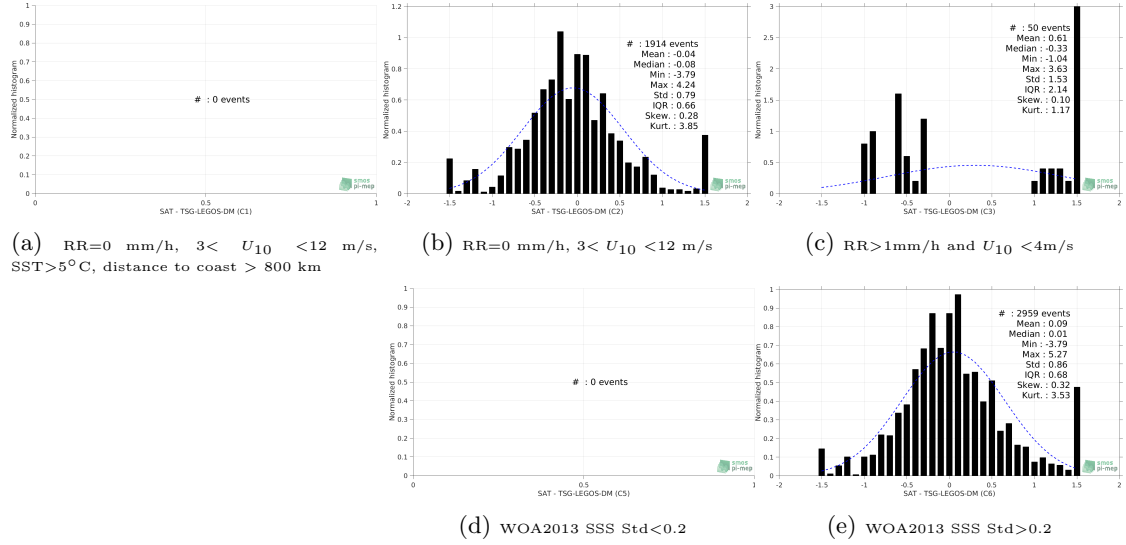 1
0.9
0.8
0.7
0.6
0.5
0.4
0.3
0.2
0.1
0
Normalized histogram
# : 0 events
0 0.5 1
SAT - TSG-LEGOS-DM (C1)
smos
pi-mep
(a) RR=0 mm/h, 3< U10 <12 m/s,
SST>5°C, distance to coast > 800 km
1.2
1
0.8
0.6
0.4
0.2
0
Normalized histogram
# : 1914 events
Mean : -0.04
Median : -0.08
Min : -3.79
Max : 4.24
Std : 0.79
IQR : 0.66
Skew. : 0.28
Kurt. : 3.85
-2 -1.5 -1 -0.5 0 0.5 1 1.5 2
SAT - TSG-LEGOS-DM (C2)
smos
pi-mep
(b) RR=0 mm/h, 3< U10 <12 m/s
3
2.5
2
1.5
1
0.5
0
Normalized histogram
# : 50 events
Mean : 0.61
Median : -0.33
Min : -1.04
Max : 3.63
Std : 1.53
IQR : 2.14
Skew. : 0.10
Kurt. : 1.17
-2 -1.5 -1 -0.5 0 0.5 1 1.5 2
SAT - TSG-LEGOS-DM (C3)
smos
pi-mep
(c) RR>1mm/h and U10 <4m/s
1
0.9
0.8
0.7
0.6
0.5
0.4
0.3
0.2
0.1
0
Normalized histogram
# : 0 events
0 0.5 1
SAT - TSG-LEGOS-DM (C5)
smos
pi-mep
(d) WOA2013 SSS Std<0.2
1
0.9
0.8
0.7
0.6
0.5
0.4
0.3
0.2
0.1
0
Normalized histogram
# : 2959 events
Mean : 0.09
Median : 0.01
Min : -3.79
Max : 5.27
Std : 0.86
IQR : 0.68
Skew. : 0.32
Kurt. : 3.53
-2 -1.5 -1 -0.5 0 0.5 1 1.5 2
SAT - TSG-LEGOS-DM (C6)
smos
pi-mep
(e) WOA2013 SSS Std>0.2